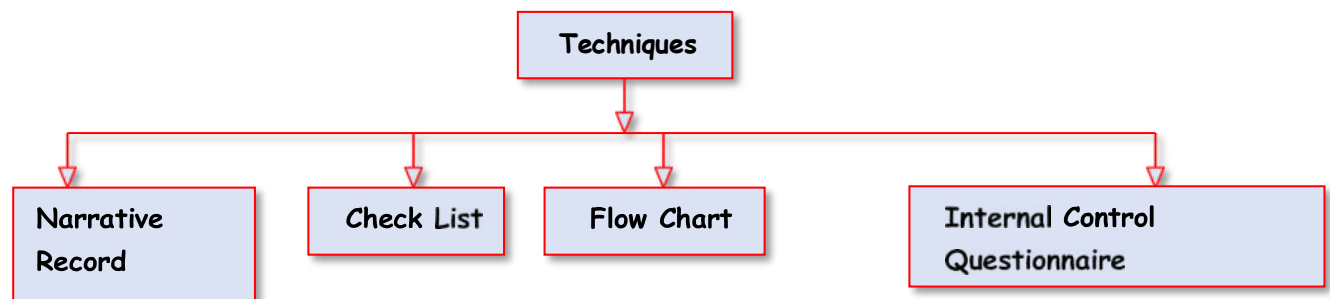 Techniques
Narrative
Record
Check List
Flow Chart
Internal Control
Questionnaire